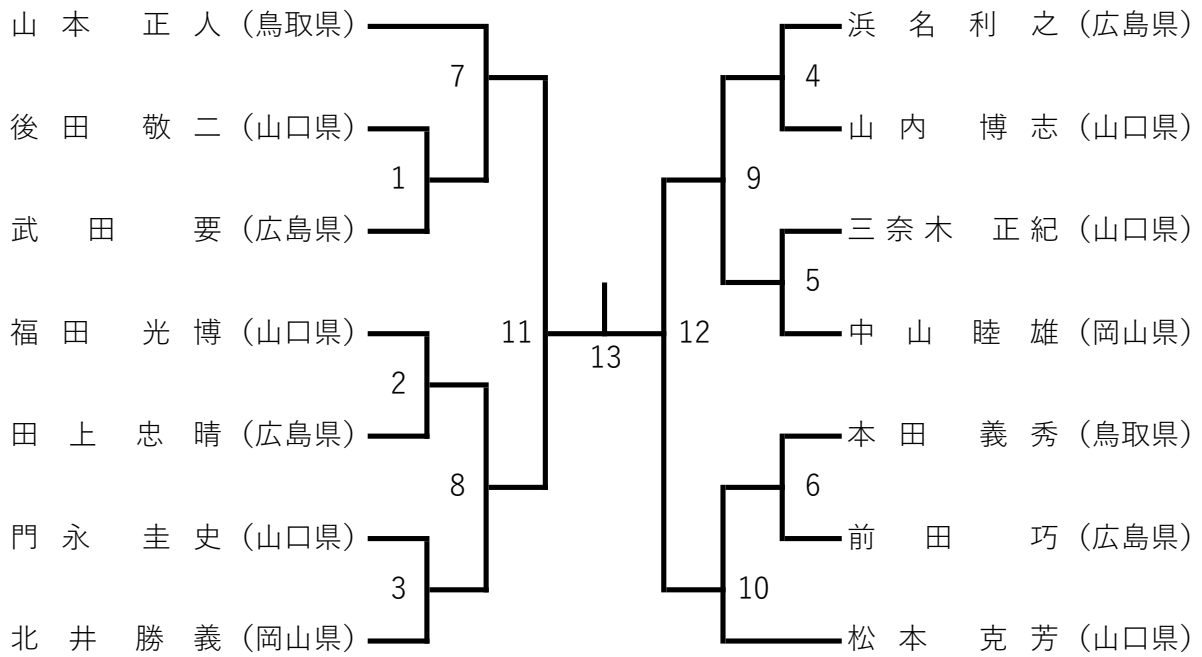 山本 正人(鳥取県)
7
後田 敬二(山口県)
1
武田 要(広島県)
福田 光博(山口県)
11
2
田上忠晴(広島県)
8
門永 圭史(山口県)
3
北井勝義(岡山県)
13
浜名利之(広島県)
4
山内 博志(山口県)
9
三奈木 正紀(山口県)
5
12
中山睦雄(岡山県)
本田 義秀(鳥取県)
6
前田 巧(広島県)
10
松本 克芳(山口県)